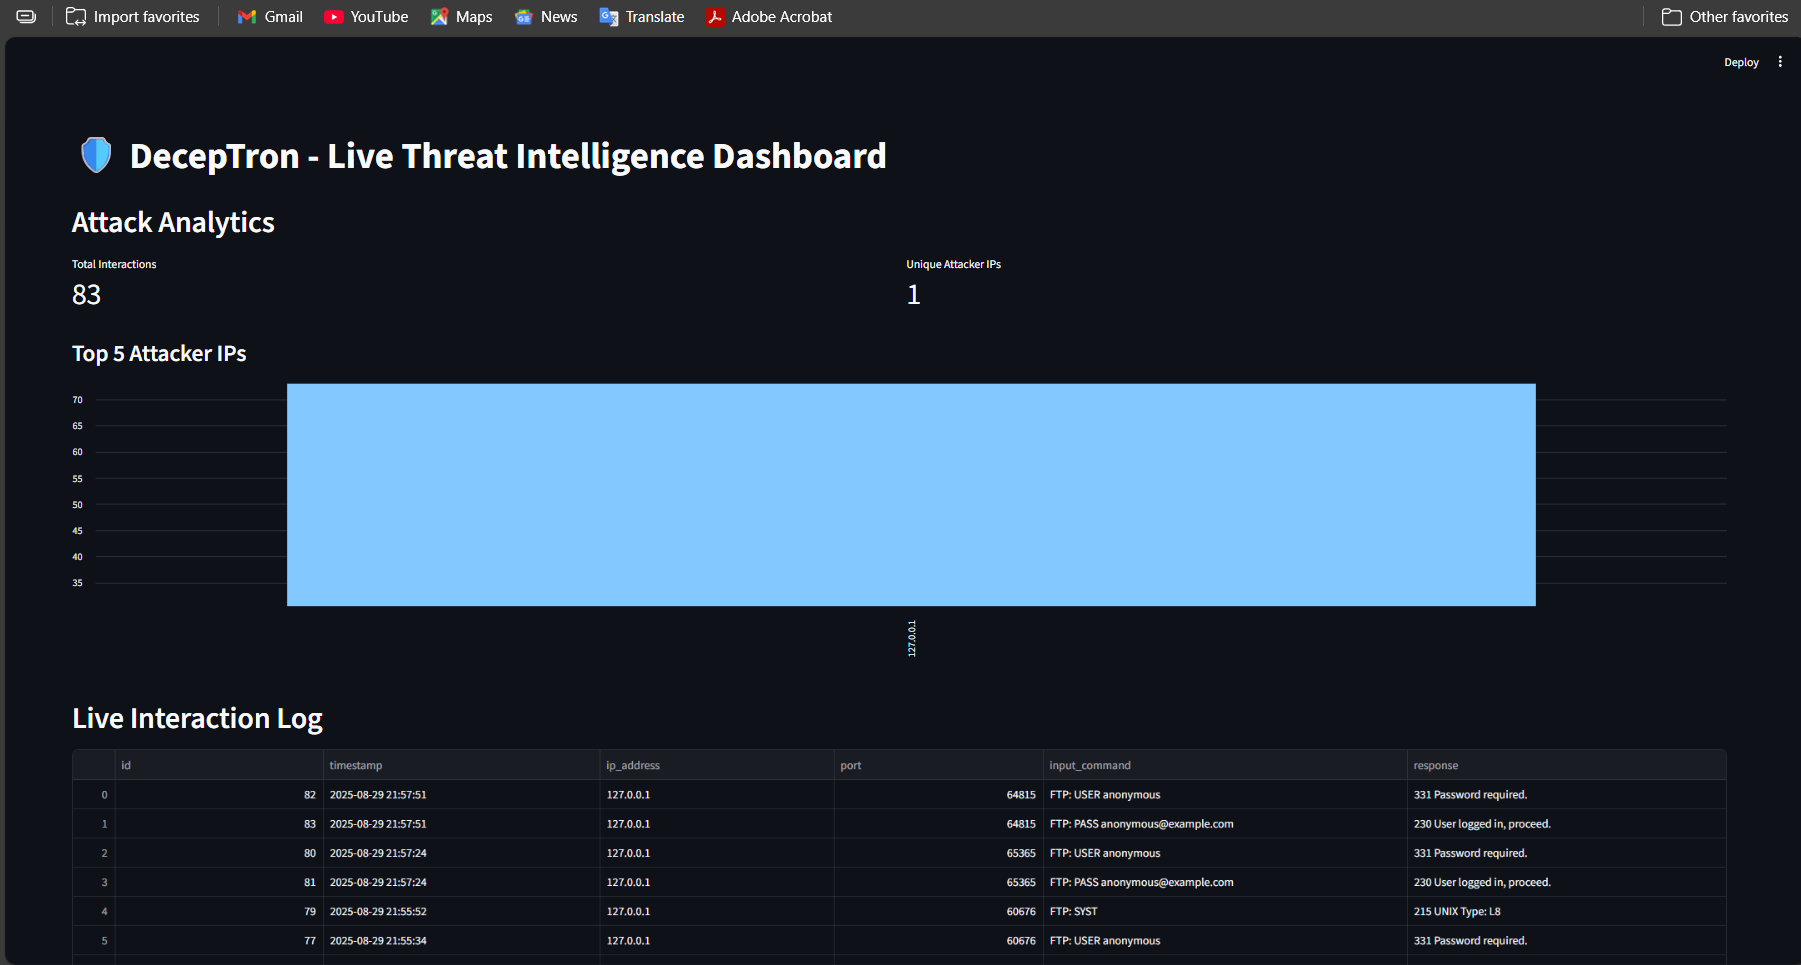 Import favorites Gmail YouTube Maps News Translate Adobe Acrobat Other favorites
Deploy
DecepTron - Live Threat Intelligence Dashboard
Attack Analytics
Total Interactions Unique Attacker IPs
83 1
Top 5 Attacker IPs
70
65
60
55
50
45
40
35
127.0.0.1
Live Interaction Log
id timestamp ip_address port input_command response
0 82 2025-08-29 21:57:51 127.0.0.1 64815 FTP: USER anonymous 331 Password required.
1 83 2025-08-29 21:57:51 127.0.0.1 64815 FTP: PASS anonymous@example.com 230 User logged in, proceed.
2 80 2025-08-29 21:57:24 127.0.0.1 65365 FTP: USER anonymous 331 Password required.
3 81 2025-08-29 21:57:24 127.0.0.1 65365 FTP: PASS anonymous@example.com 230 User logged in, proceed.
4 79 2025-08-29 21:55:52 127.0.0.1 60676 FTP: SYST 215 UNIX Type: L8
5 77 2025-08-29 21:55:34 127.0.0.1 60676 FTP: USER anonymous 331 Password required.